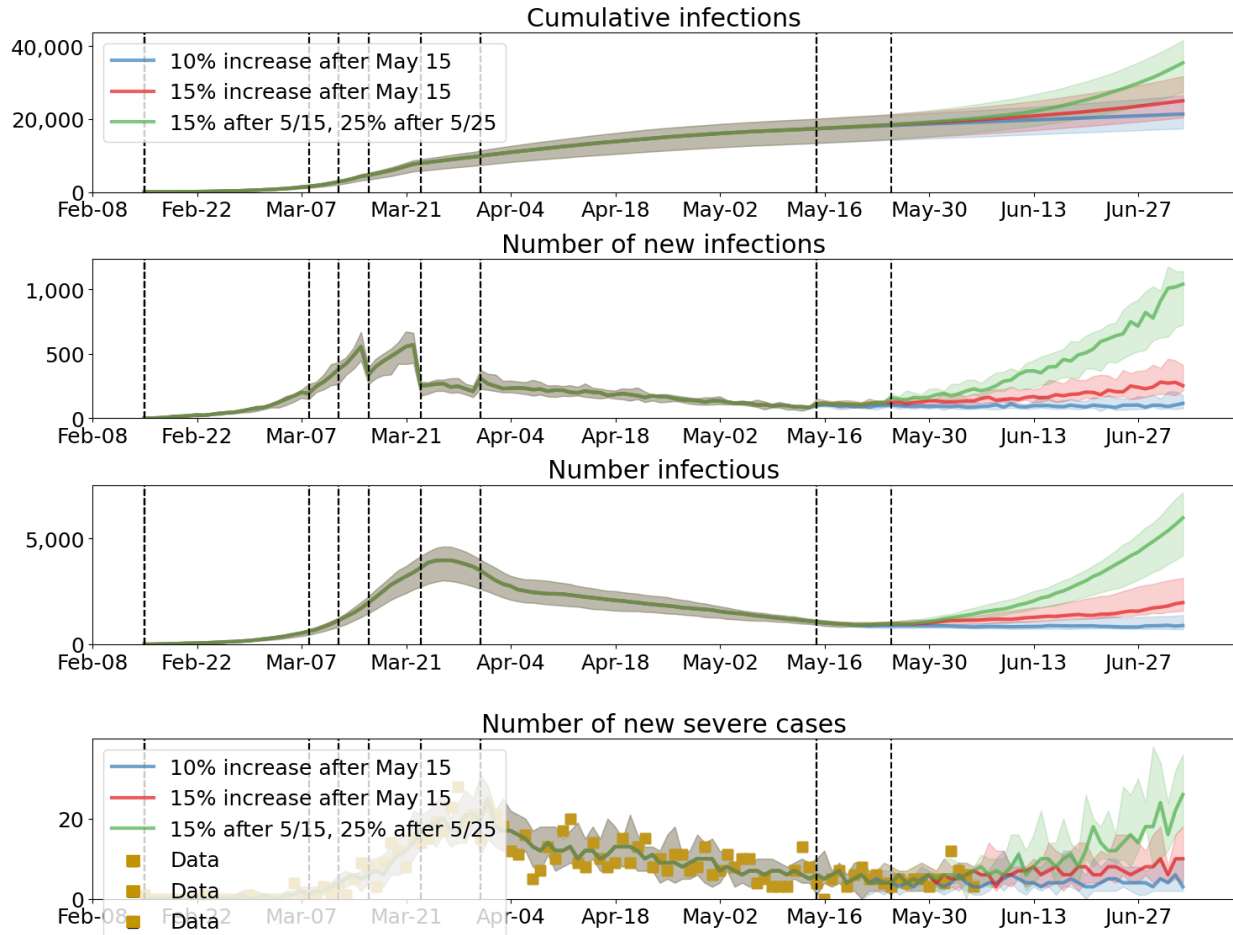 Cumulative infections
40,000
20,000
0
10% increase after May 15
15% increase after May 15
15% after 5/15, 25% after 5/25
Feb-08 Feb-22 Mar-07 Mar-21 Apr-04 Apr-18 May-02 May-16 May-30 Jun-13 Jun-27
Number of new infections
1,000
500
0
Feb-08 Feb-22 Mar-07 Mar-21 Apr-04 Apr-18 May-02 May-16 May-30 Jun-13 Jun-27
Number infectious
5,000
0
Feb-08 Feb-22 Mar-07 Mar-21 Apr-04 Apr-18 May-02 May-16 May-30 Jun-13 Jun-27
Number of new severe cases
20
0
10% increase after May 15
15% increase after May 15
15% after 5/15, 25% after 5/25
Data
Data
Data
Feb-08 Feb-22 Mar-07 Mar-21 Apr-04 Apr-18 May-02 May-16 May-30 Jun-13 Jun-27